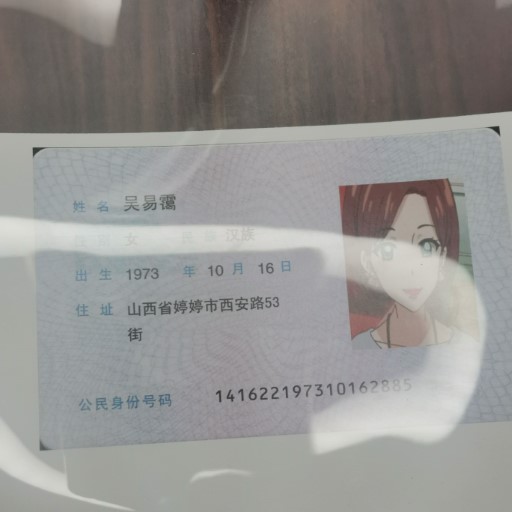 姓名 吴易霭
性别 女 民族 汉族
出生 1973 年 10 月 16 日
住址 山西省婷婷市西安路53
街
公民身份号码 141622197310162885